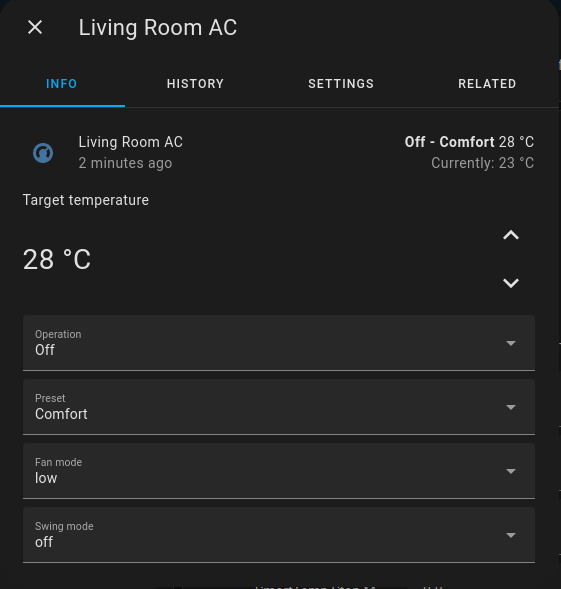 Living Room AC
INFO HISTORY SETTINGS RELATED
Living Room AC Off - Comfort 28 °C
2 minutes ago Currently: 23 °C
Target temperature
28 °C
Operation
Off
Preset
Comfort
Fan mode
low
Swing mode
off